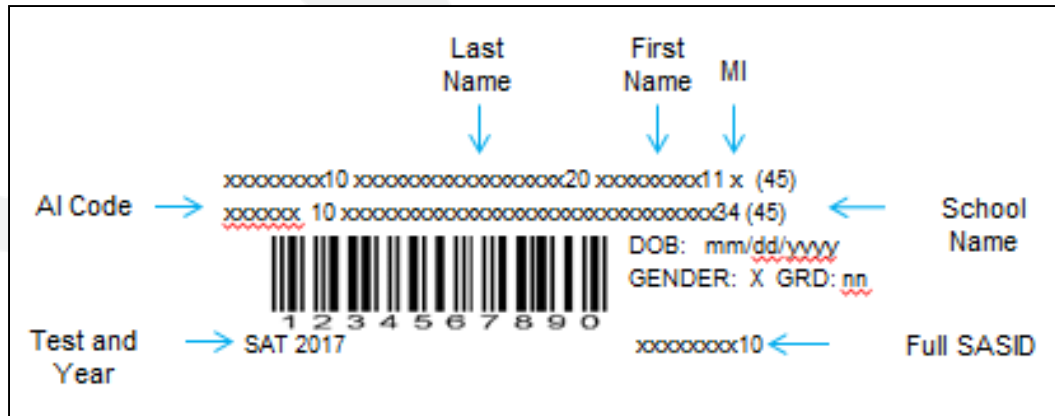 Last Name
First Name
MI
xxxxxxxx10 xxxxxxxxxxxxxxxxxx20 xxxxxxxxx11 x (45)
AI Code
xxxxxx 10 xxxxxxxxxxxxxxxxxxxxxxxxxxxxxxxx34 (45)
School Name
DOB: mm/dd/yyyy
GENDER: X GRD: nn
1 2 3 4 5 6 7 8 9 0
Test and Year
SAT 2017
xxxxxxxx10
Full SASID